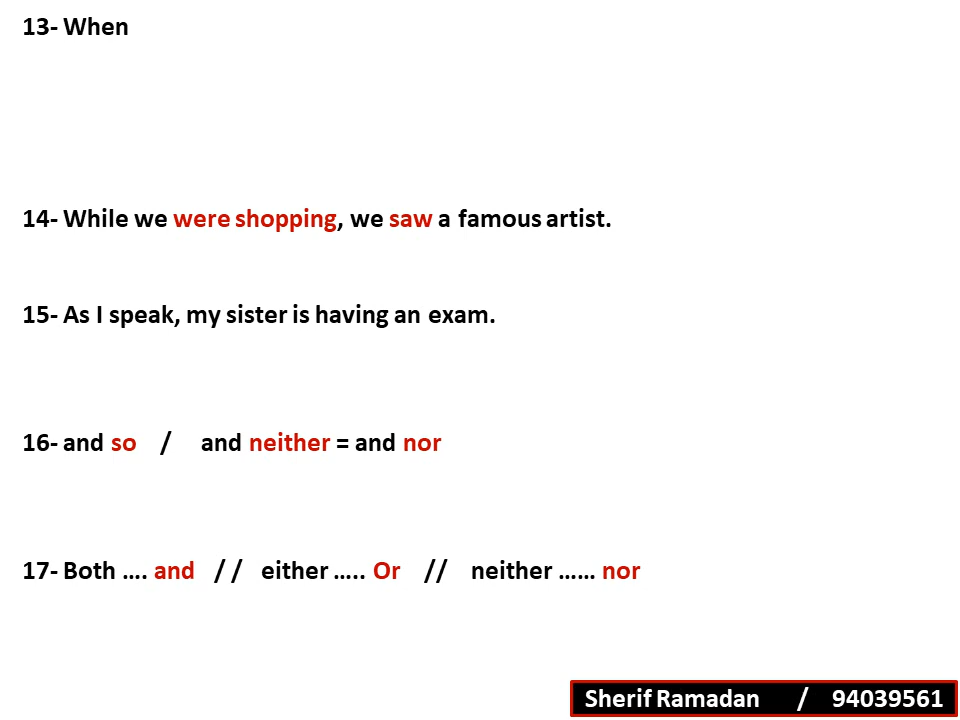 13- When
14- While we were shopping, we saw a famous artist.
15- As I speak, my sister is having an exam.
16- and so / and neither = and nor
17- Both …. and // either ….. Or // neither …… nor
Sherif Ramadan / 94039561